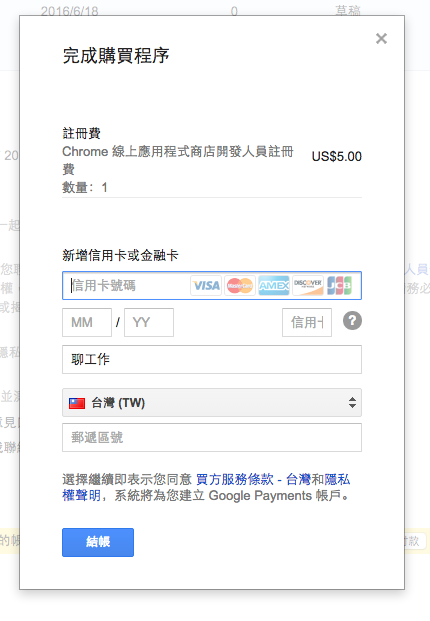 2016/6/18 0 草稿
完成購買程序
註冊費
Chrome 線上應用程式商店開發人員註冊
費
US$5.00
數量：1
新增信用卡或金融卡
信用卡號碼 VISA MasterCard AMEX DISCOVER JCB
MM / YY 信用卡 ?
聊工作
台灣 (TW)
郵遞區號
選擇繼續即表示您同意 買方服務條款 - 台灣和隱私
權聲明，系統將為您建立 Google Payments 帳戶。
結帳